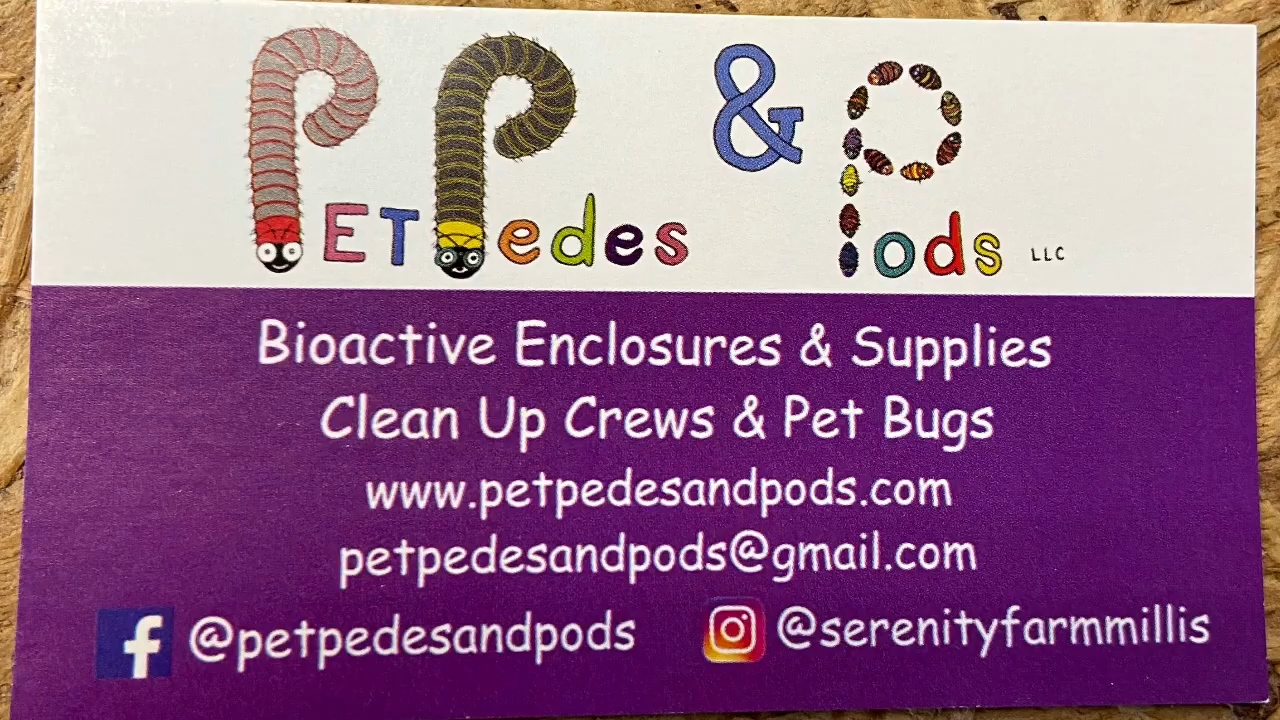 PETPedes & Pods LLC
Bioactive Enclosures & Supplies
Clean Up Crews & Pet Bugs
www.petpedesandpods.com
petpedesandpods@gmail.com
f @petpedesandpods @serenityfarmmillis